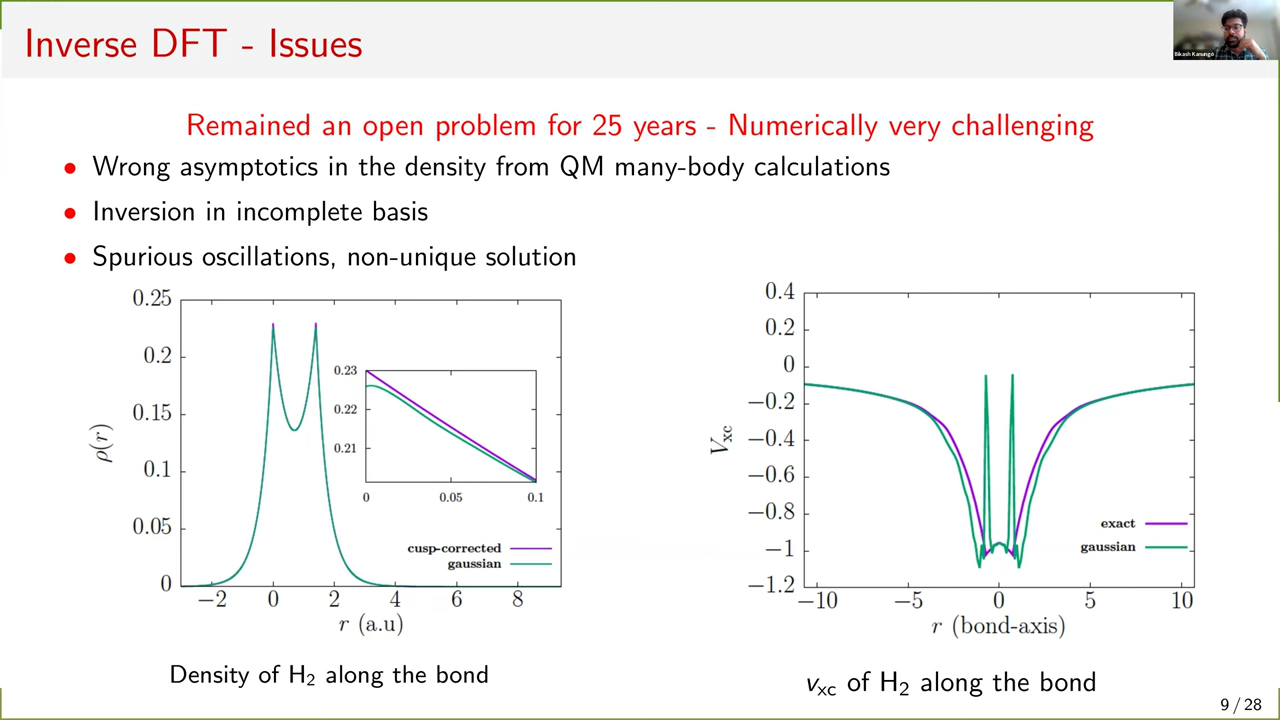 Inverse DFT - Issues
Bikash Kanungo
Remained an open problem for 25 years - Numerically very challenging
• Wrong asymptotics in the density from QM many-body calculations
• Inversion in incomplete basis
• Spurious oscillations, non-unique solution
0.25
0.2
0.15
0.1
0.05
0
ρ(r)
−2 0 2 4 6 8
r (a.u)
0.23
0.22
0.21
0 0.05 0.1
cusp-corrected
gaussian
Density of H₂ along the bond
0.4
0.2
0
−0.2
−0.4
−0.6
−0.8
−1
−1.2
Vxc
−10 −5 0 5 10
r (bond-axis)
exact
gaussian
vxc of H₂ along the bond
9 / 28